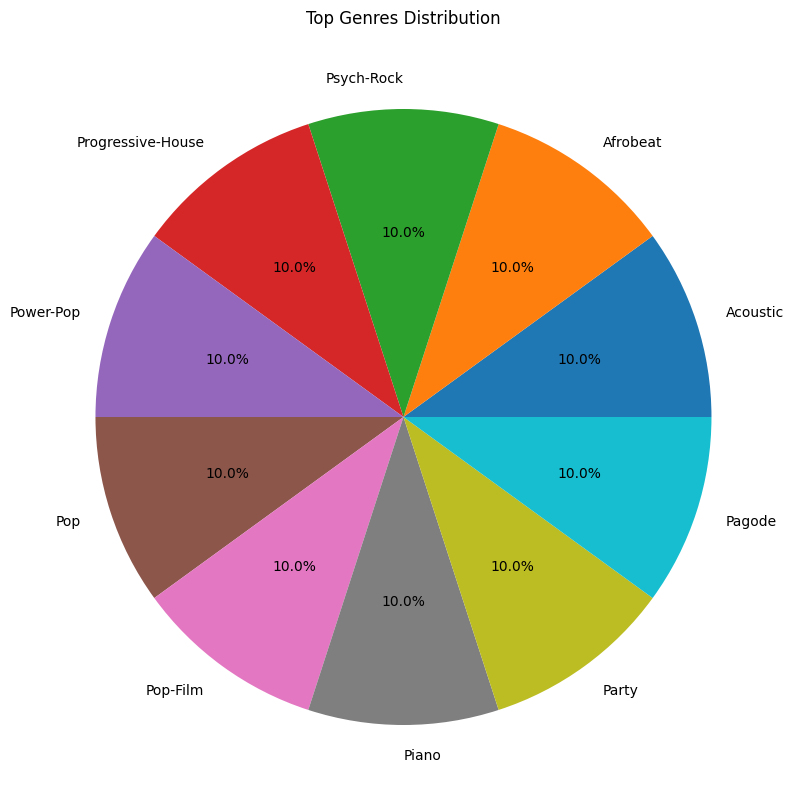 Top Genres Distribution
Psych-Rock
Progressive-House
Afrobeat
10.0%
10.0%
10.0%
Power-Pop
Acoustic
10.0%
10.0%
10.0%
10.0%
Pop
Pagode
10.0%
10.0%
10.0%
Pop-Film
Party
Piano